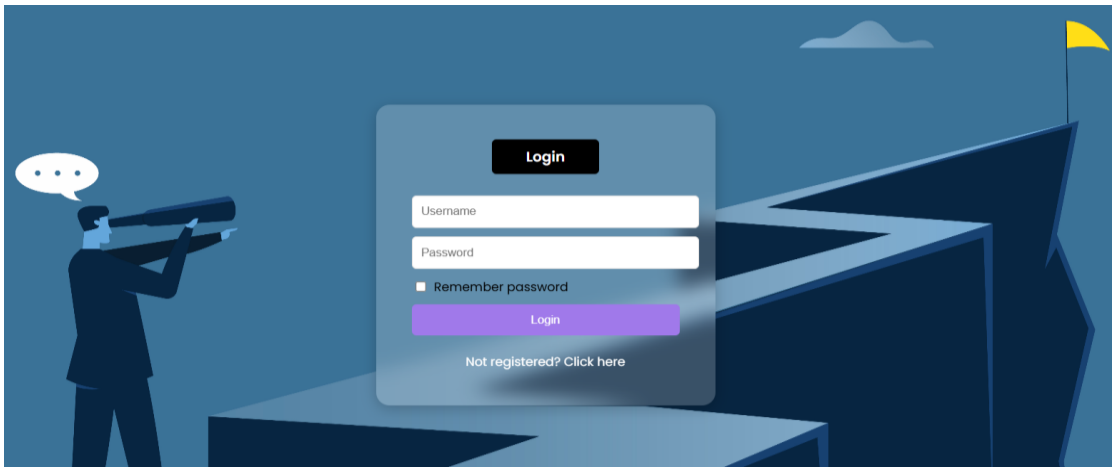 Login
Username
Password
Remember password
Login
Not registered? Click here